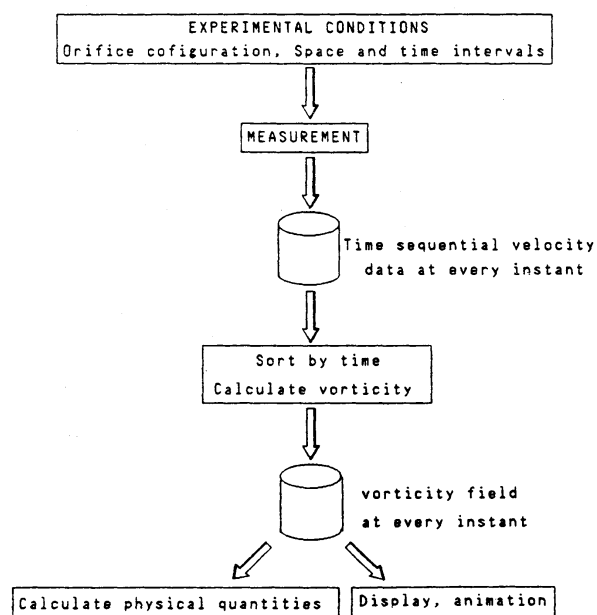 EXPERIMENTAL CONDITIONS
Orifice cofiguration, Space and time intervals
MEASUREMENT
Time sequential velocity
data at every instant
Sort by time
Calculate vorticity
vorticity field
at every instant
Calculate physical quantities
Display, animation